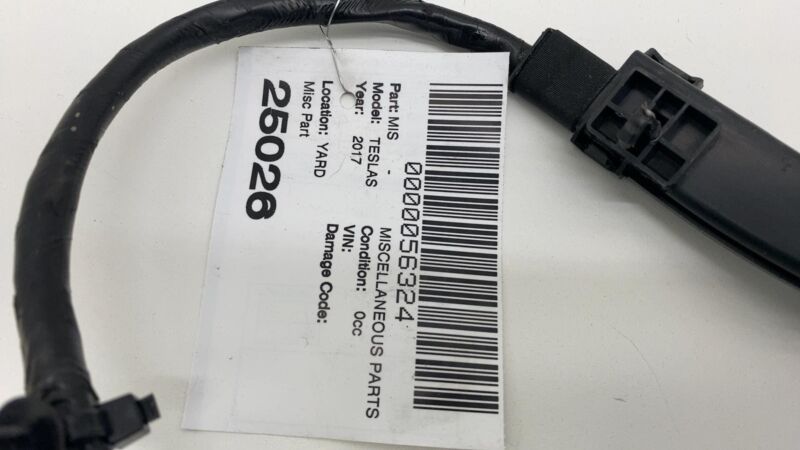 0000056324
Part: MIS - MISCELLANEOUS PARTS
Model: TESLAS Condition: 0cc
Year: 2017 VIN:
Location: YARD Damage Code:
Misc Part
25026